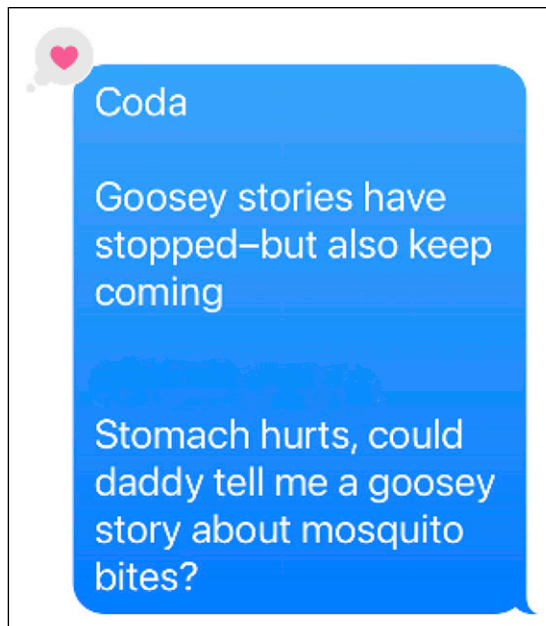 Coda
Goosey stories have
stopped–but also keep
coming
Stomach hurts, could
daddy tell me a goosey
story about mosquito
bites?